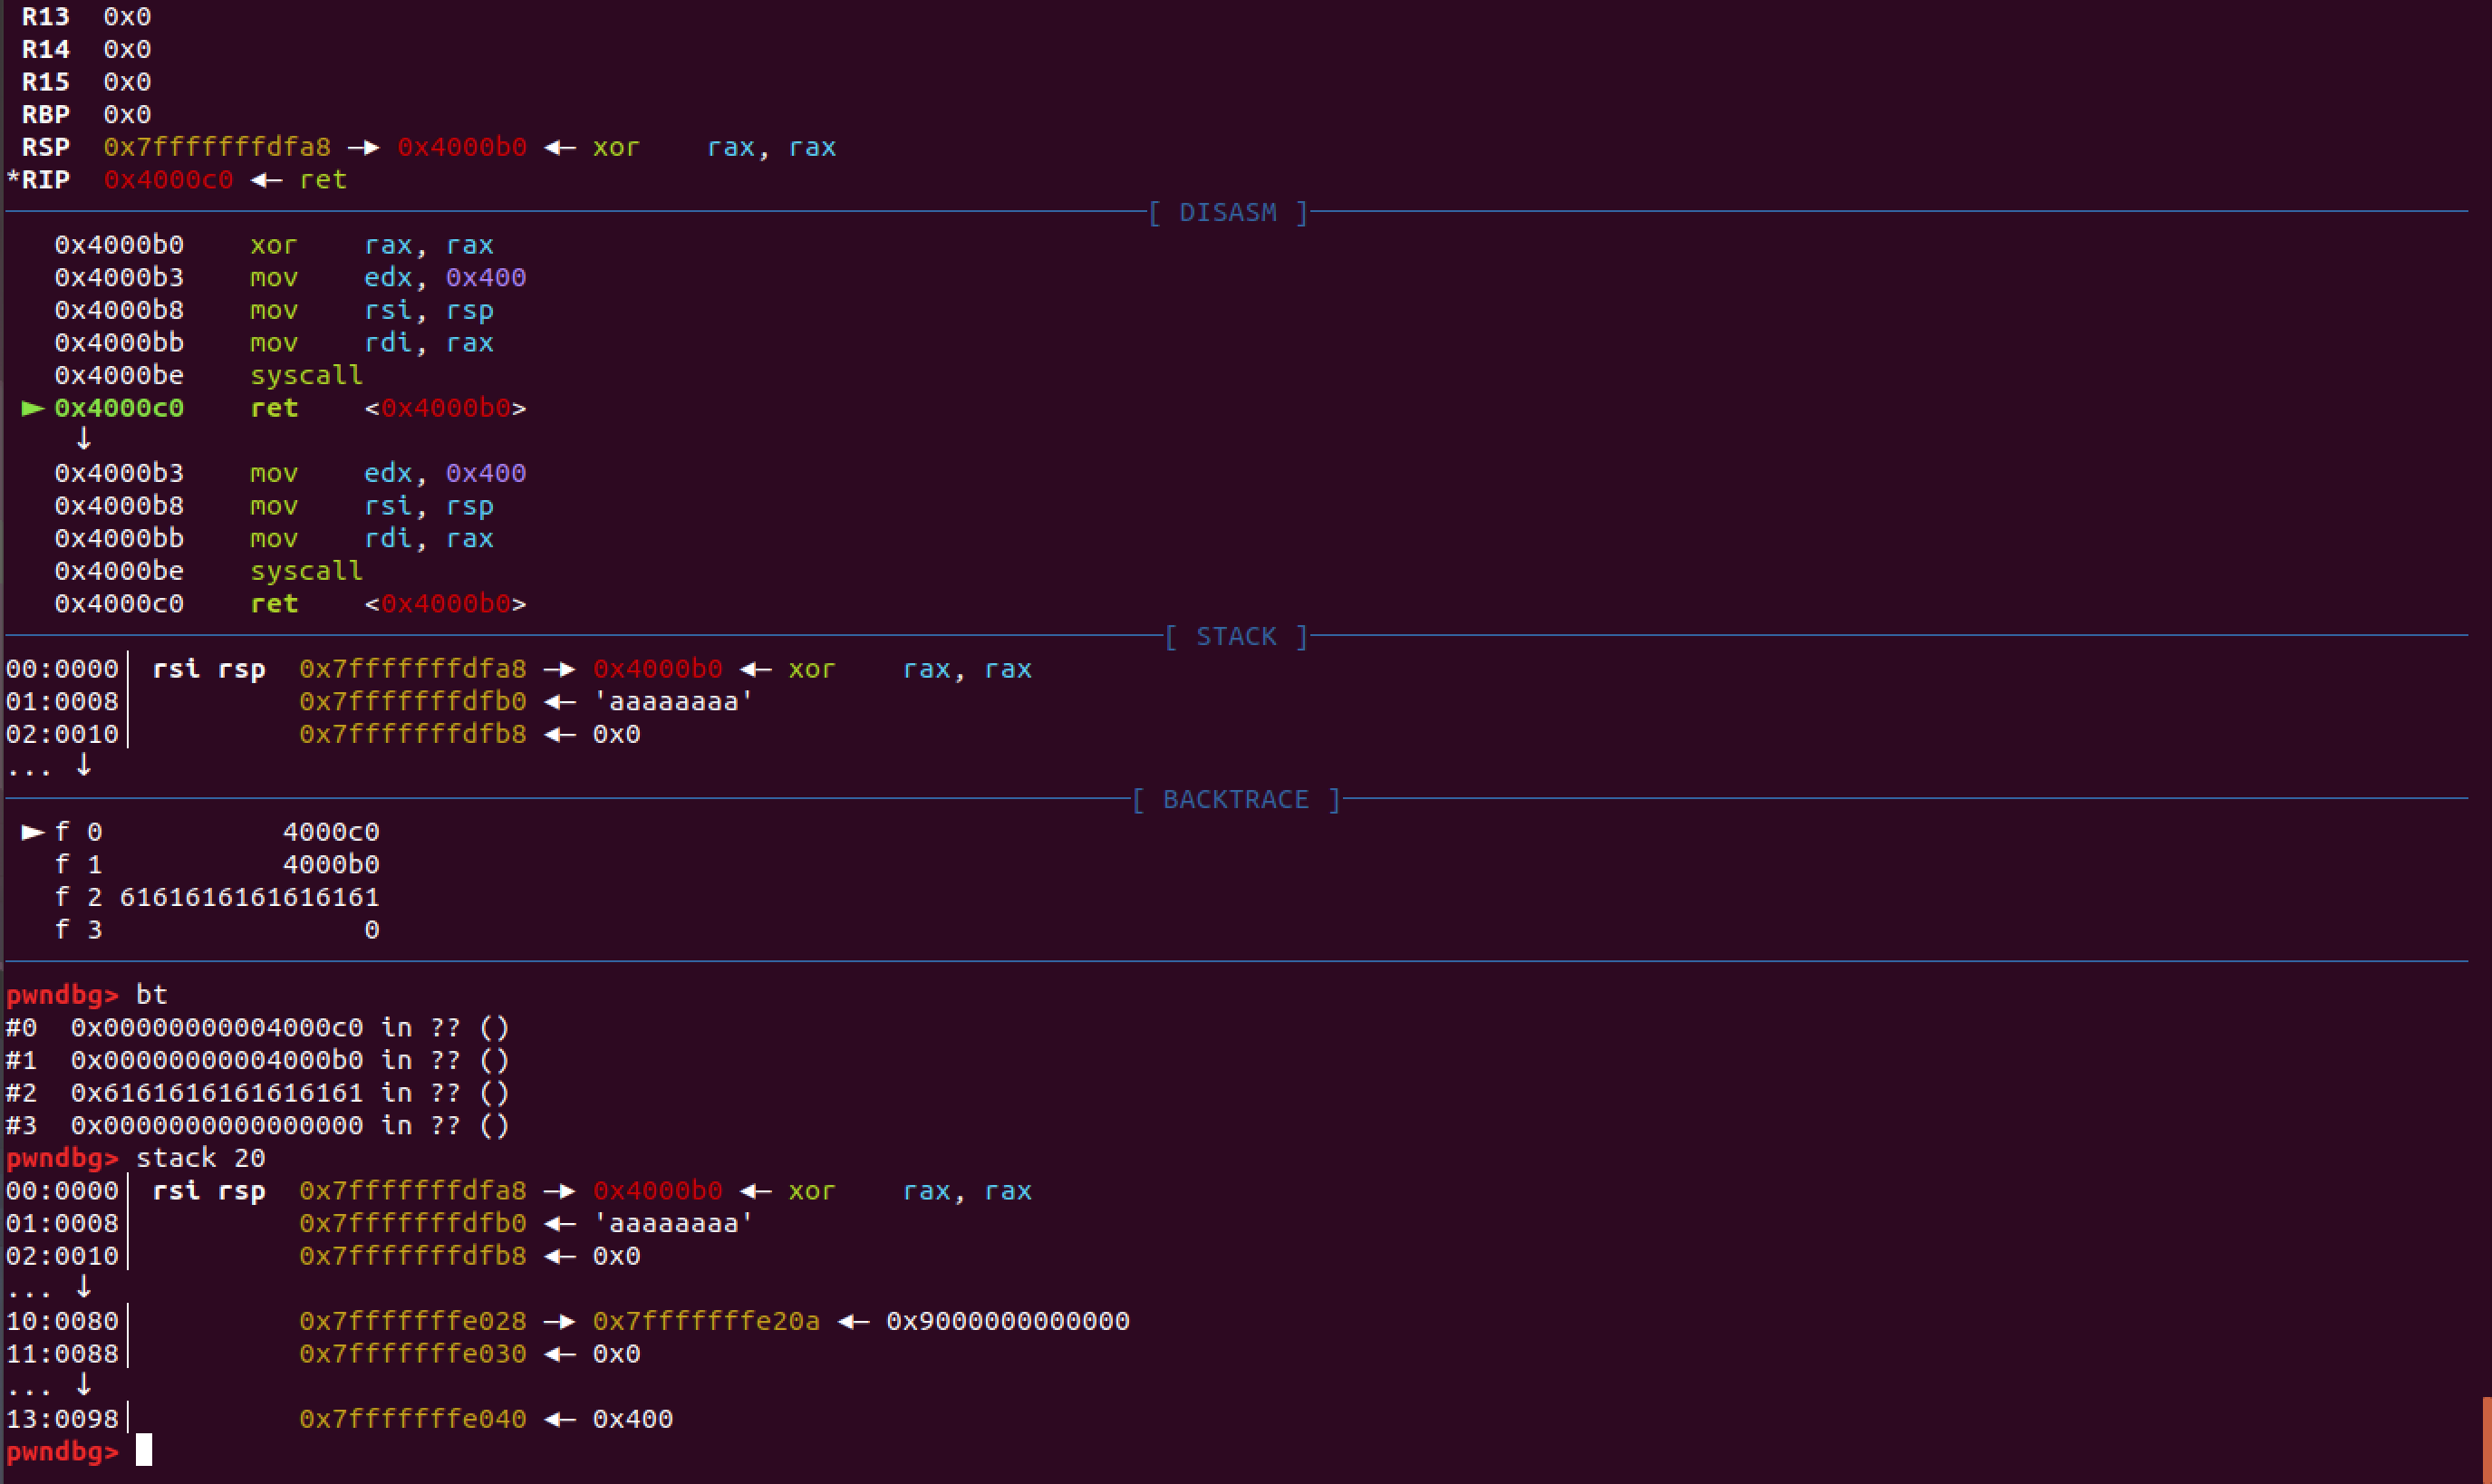 R13 0x0
R14 0x0
R15 0x0
RBP 0x0
RSP 0x7fffffffdfa8 —▸ 0x4000b0 ◂— xor rax, rax
*RIP 0x4000c0 ◂— ret
[ DISASM ]
0x4000b0 xor rax, rax
0x4000b3 mov edx, 0x400
0x4000b8 mov rsi, rsp
0x4000bb mov rdi, rax
0x4000be syscall
► 0x4000c0 ret <0x4000b0>
↓
0x4000b3 mov edx, 0x400
0x4000b8 mov rsi, rsp
0x4000bb mov rdi, rax
0x4000be syscall
0x4000c0 ret <0x4000b0>
[ STACK ]
00:0000│ rsi rsp 0x7fffffffdfa8 —▸ 0x4000b0 ◂— xor rax, rax
01:0008│ 0x7fffffffdfb0 ◂— 'aaaaaaaa'
02:0010│ 0x7fffffffdfb8 ◂— 0x0
... ↓
[ BACKTRACE ]
► f 0 4000c0
f 1 4000b0
f 2 6161616161616161
f 3 0
pwndbg> bt
#0 0x00000000004000c0 in ?? ()
#1 0x00000000004000b0 in ?? ()
#2 0x6161616161616161 in ?? ()
#3 0x0000000000000000 in ?? ()
pwndbg> stack 20
00:0000│ rsi rsp 0x7fffffffdfa8 —▸ 0x4000b0 ◂— xor rax, rax
01:0008│ 0x7fffffffdfb0 ◂— 'aaaaaaaa'
02:0010│ 0x7fffffffdfb8 ◂— 0x0
... ↓
10:0080│ 0x7fffffffe028 —▸ 0x7fffffffe20a ◂— 0x9000000000000
11:0088│ 0x7fffffffe030 ◂— 0x0
... ↓
13:0098│ 0x7fffffffe040 ◂— 0x400
pwndbg>